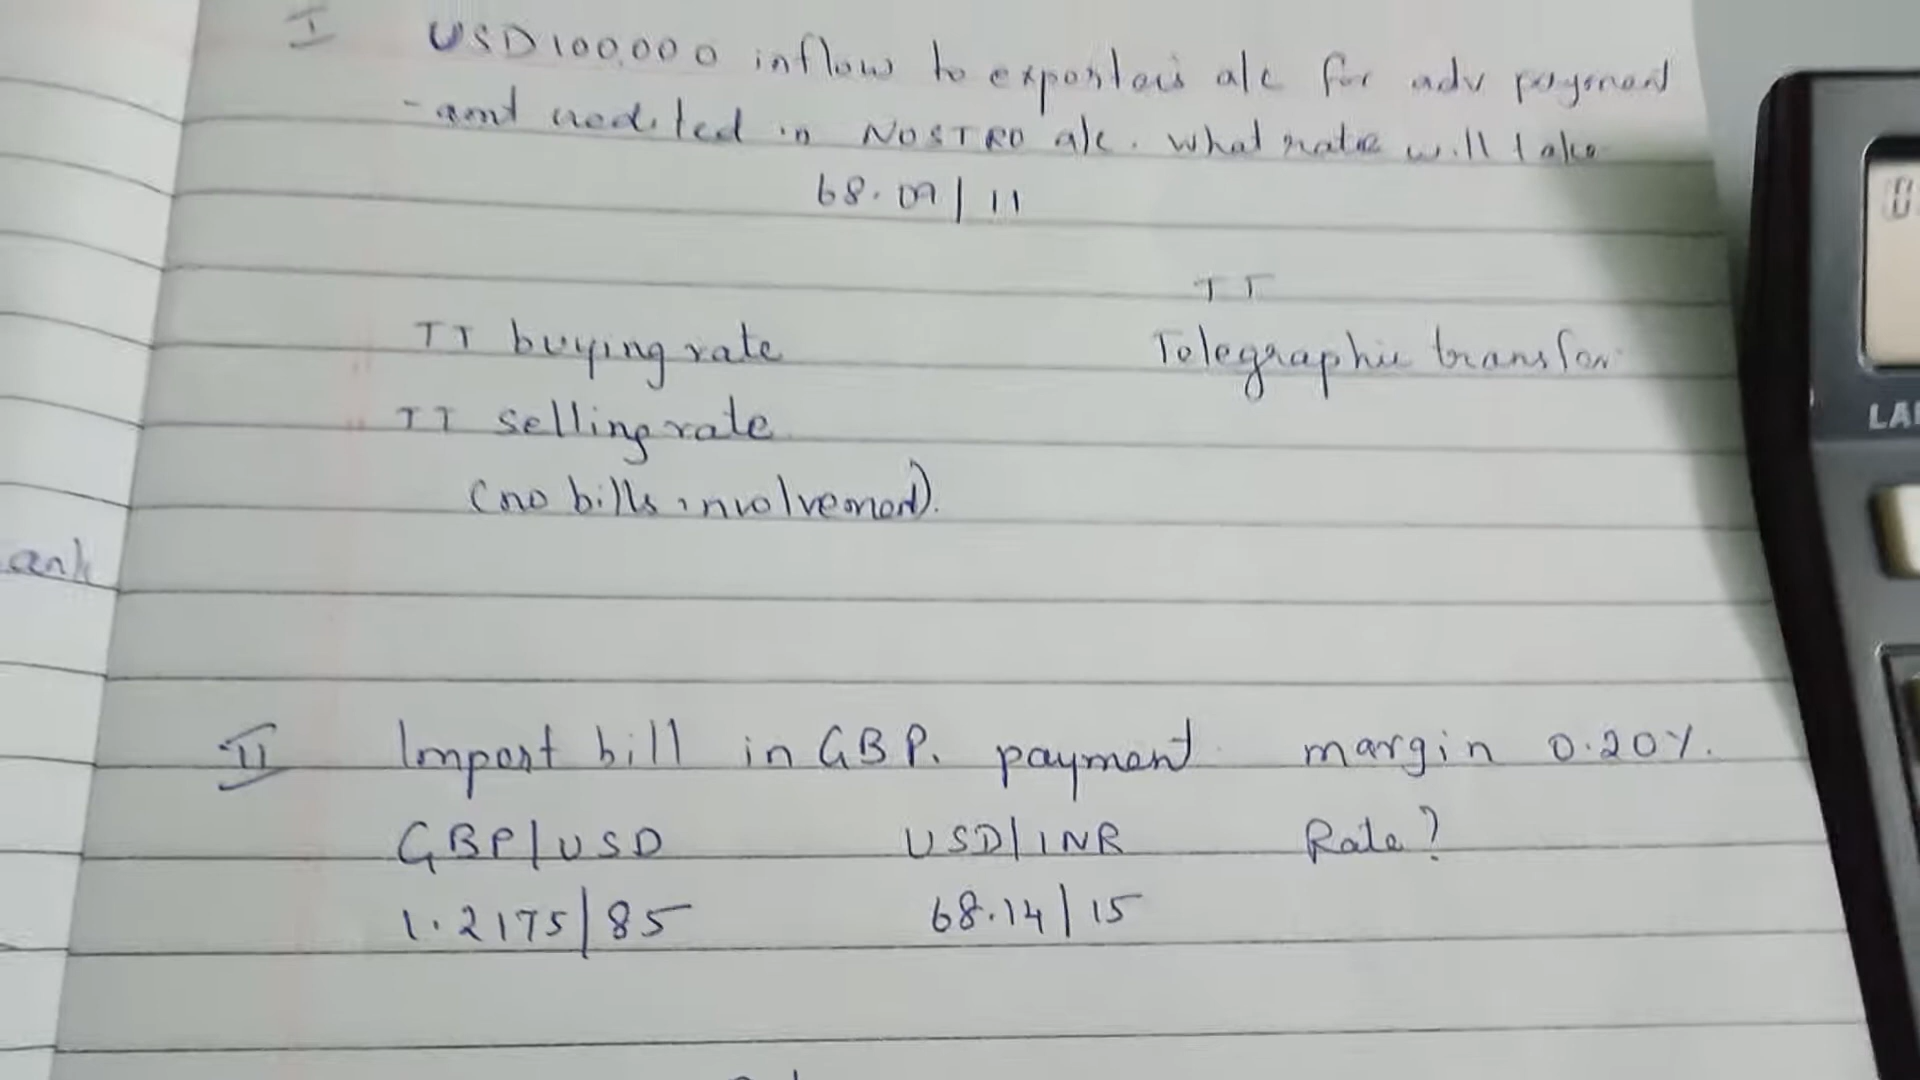 I USD 100,000 inflow to exporter's a/c for adv payment
- amt credited in NOSTRO a/c. What rate will take
68.09/11
TT
TT buying rate Telegraphic transfer
TT selling rate
(no bills involvement).
ank
II Import bill in GBP. payment margin 0.20%.
GBP/USD USD/INR Rate?
1.2175/85 68.14/15
LA